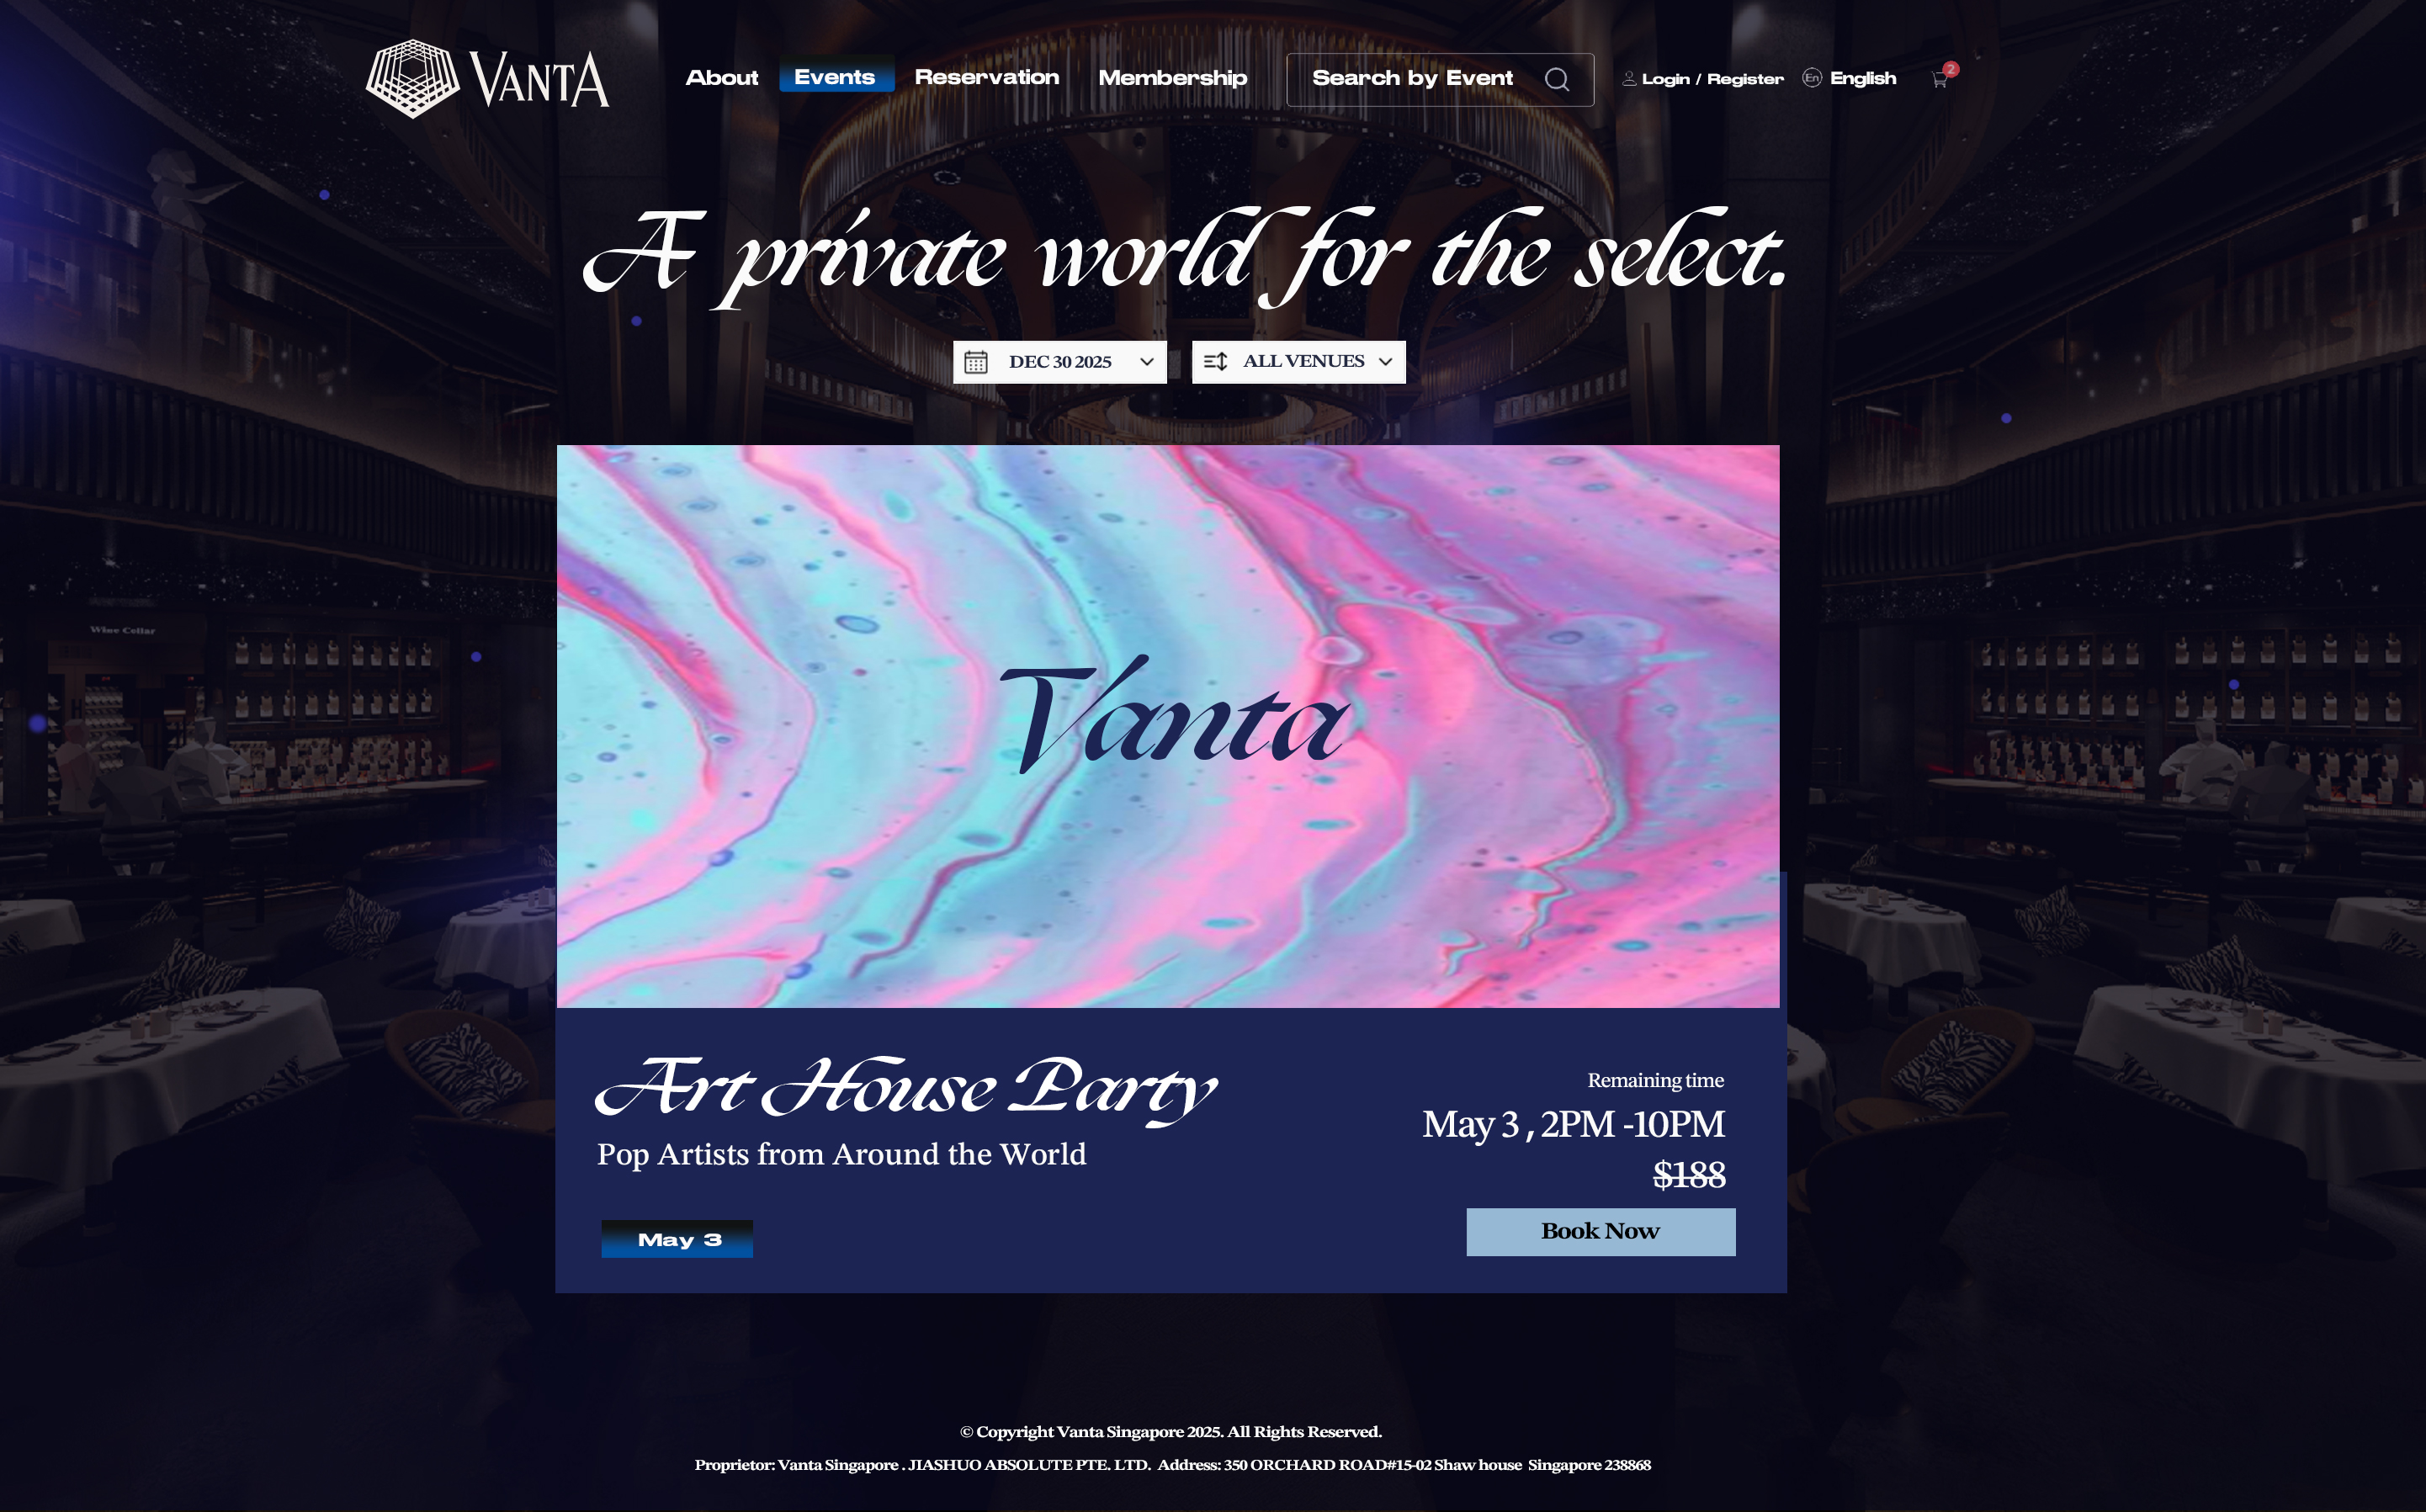 VANTA
About Events Reservation Membership Search by Event Login / Register En English 2
A private world for the select.
DEC 30 2025 ALL VENUES
Wine Cellar
Vanta
Art House Party
Pop Artists from Around the World
May 3
Remaining time
May 3 , 2PM -10PM
$188
Book Now
© Copyright Vanta Singapore 2025. All Rights Reserved.
Proprietor: Vanta Singapore . JIASHUO ABSOLUTE PTE. LTD. Address: 350 ORCHARD ROAD#15-02 Shaw house Singapore 238868